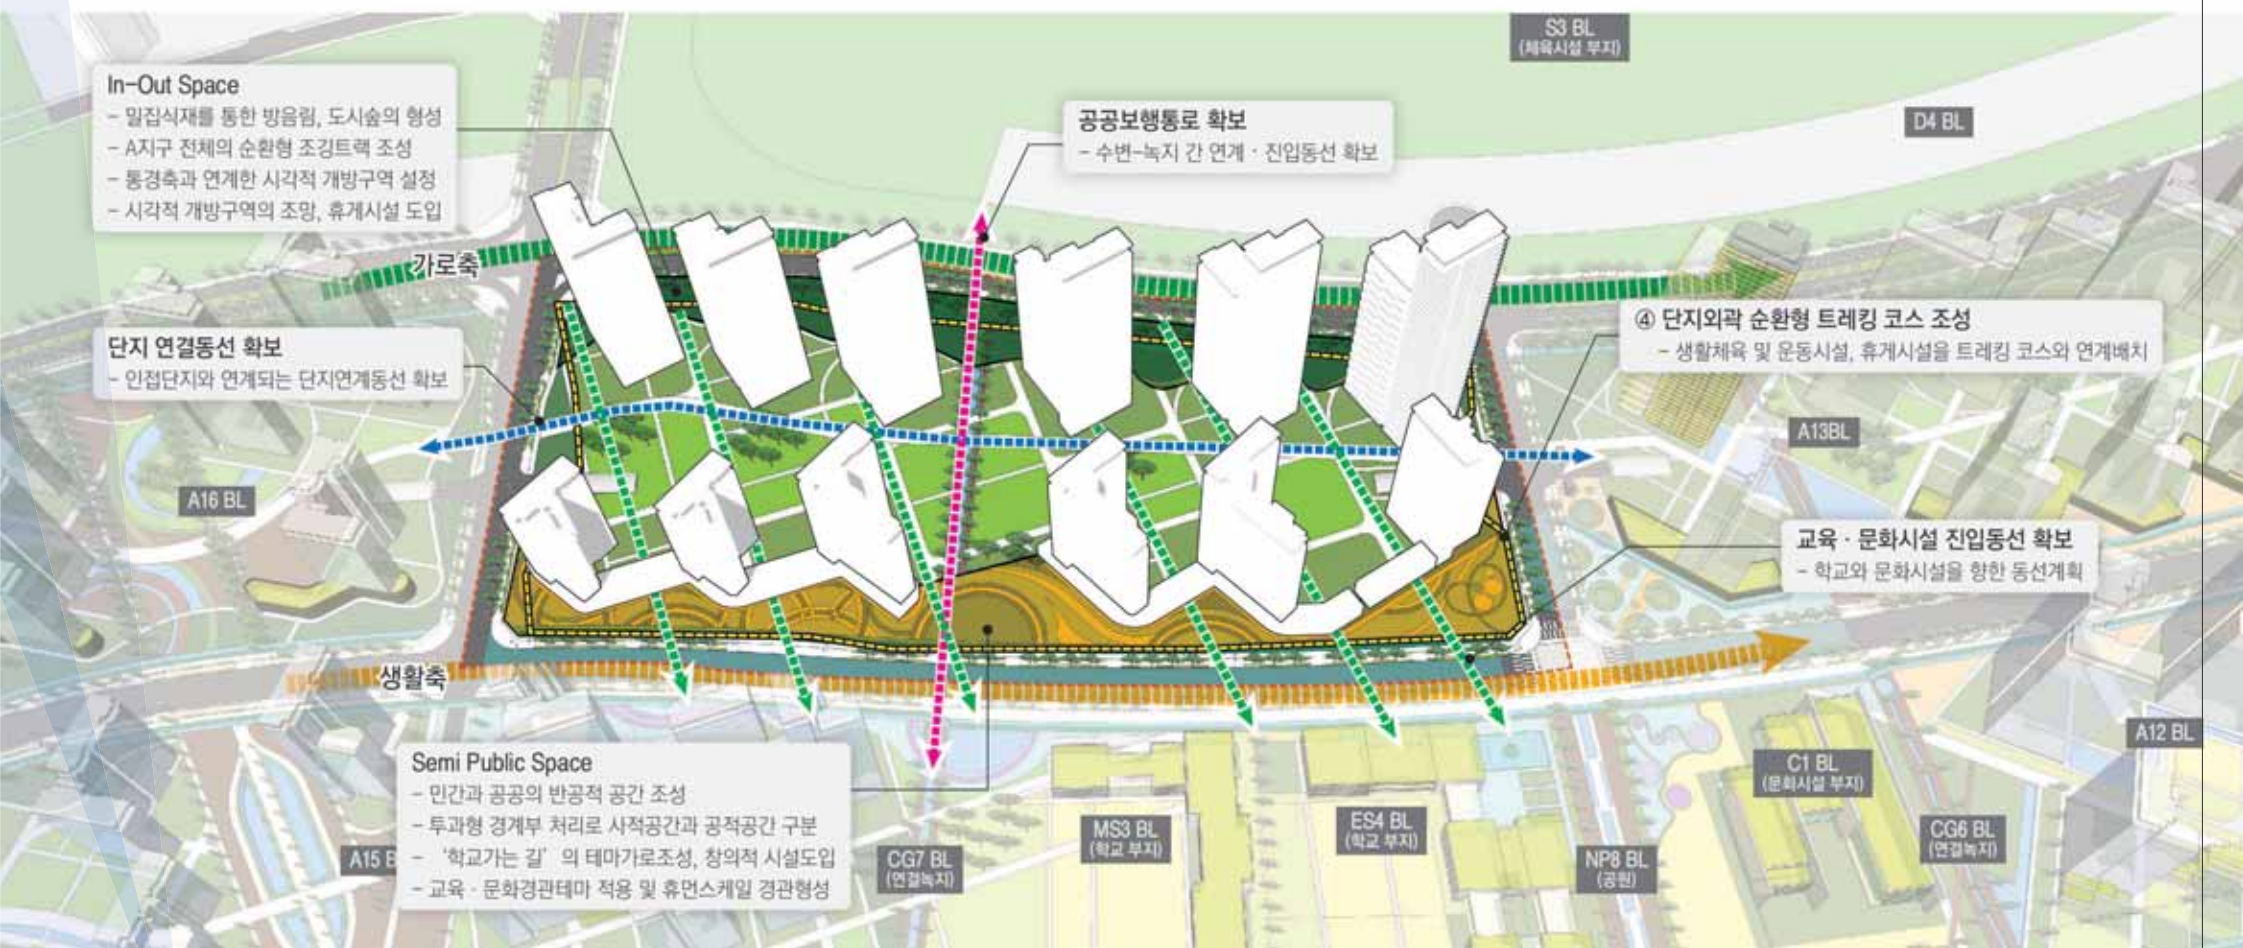 S3 BL
(체육시설 부지)
D4 BL
In-Out Space
- 밀집식재를 통한 방음림, 도시숲의 형성
- A지구 전체의 순환형 조깅트랙 조성
- 통경축과 연계한 시각적 개방구역 설정
- 시각적 개방구역의 조망, 휴게시설 도입
공공보행통로 확보
- 수변-녹지 간 연계 · 진입동선 확보
가로축
단지 연결동선 확보
- 인접단지와 연계되는 단지연계동선 확보
④ 단지외곽 순환형 트레킹 코스 조성
- 생활체육 및 운동시설, 휴게시설을 트레킹 코스와 연계배치
A13BL
A16 BL
교육 · 문화시설 진입동선 확보
- 학교와 문화시설을 향한 동선계획
생활축
A12 BL
Semi Public Space
- 민간과 공공의 반공적 공간 조성
- 투과형 경계부 처리로 사적공간과 공적공간 구분
- ‘학교가는 길’의 테마가로조성, 창의적 시설도입
- 교육 · 문화경관테마 적용 및 휴먼스케일 경관형성
A15 B
CG7 BL
(연결녹지)
MS3 BL
(학교 부지)
ES4 BL
(학교 부지)
NP8 BL
(공원)
C1 BL
(문화시설 부지)
CG6 BL
(연결녹지)